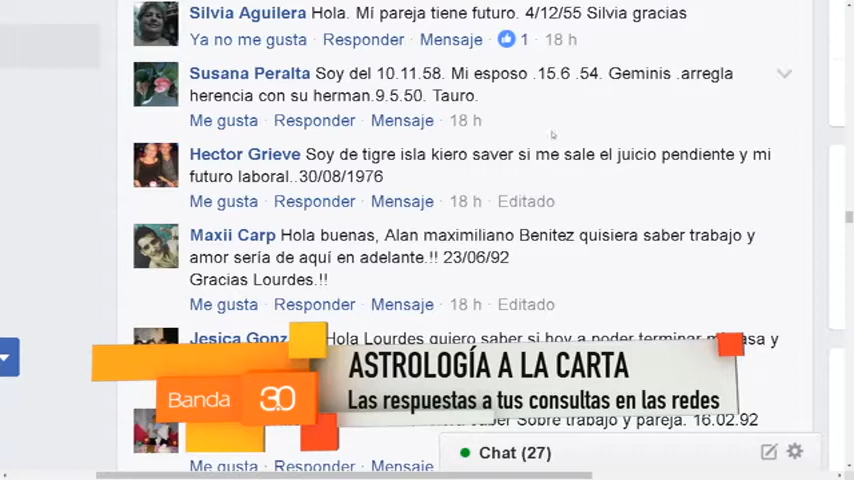 Silvia Aguilera Hola. Mí pareja tiene futuro. 4/12/55 Silvia gracias
Ya no me gusta · Responder · Mensaje · 1 · 18 h
Susana Peralta Soy del 10.11.58. Mi esposo .15.6 .54. Geminis .arregla
herencia con su herman.9.5.50. Tauro.
Me gusta · Responder · Mensaje · 18 h
Hector Grieve Soy de tigre isla kiero saver si me sale el juicio pendiente y mi
futuro laboral..30/08/1976
Me gusta · Responder · Mensaje · 18 h · Editado
Maxii Carp Hola buenas, Alan maximiliano Benitez quisiera saber trabajo y
amor sería de aquí en adelante.!! 23/06/92
Gracias Lourdes.!!
Me gusta · Responder · Mensaje · 18 h · Editado
Jesica Hola Lourdes quiero saber si hoy a poder terminar y
ASTROLOGÍA A LA CARTA
Banda 3.0
Las respuestas a tus consultas en las redes
saber Sobre trabajo y pareja. 16.02.92
Me gusta · Responder · Mensaje
Chat (27)